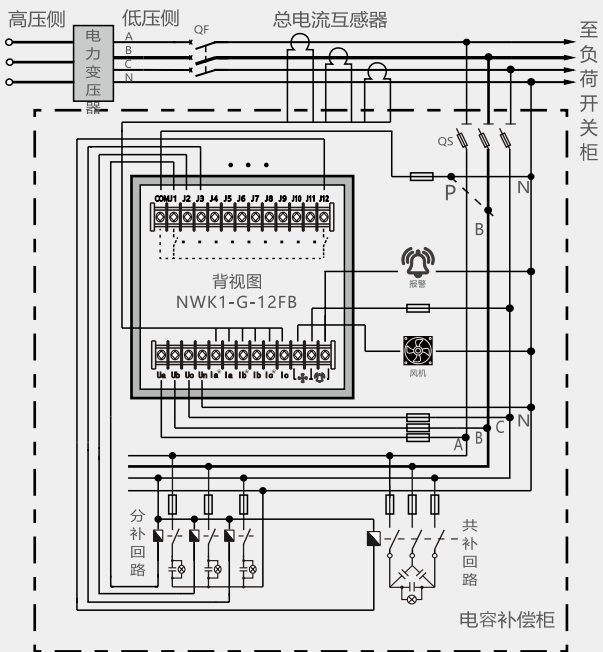 高压侧
低压侧
QF
总电流互感器
至负荷开关柜
电力变压器
A
B
C
N
QS
P
N
B
COM J1 J2 J3 J4 J5 J6 J7 J8 J9 J10 J11 J12
背视图
NWK1-G-12FB
报警
风机
Ua Ub Uc Un Ia* Ia Ib* Ib Ic* Ic
N
C
B
A
分补回路
共补回路
电容补偿柜